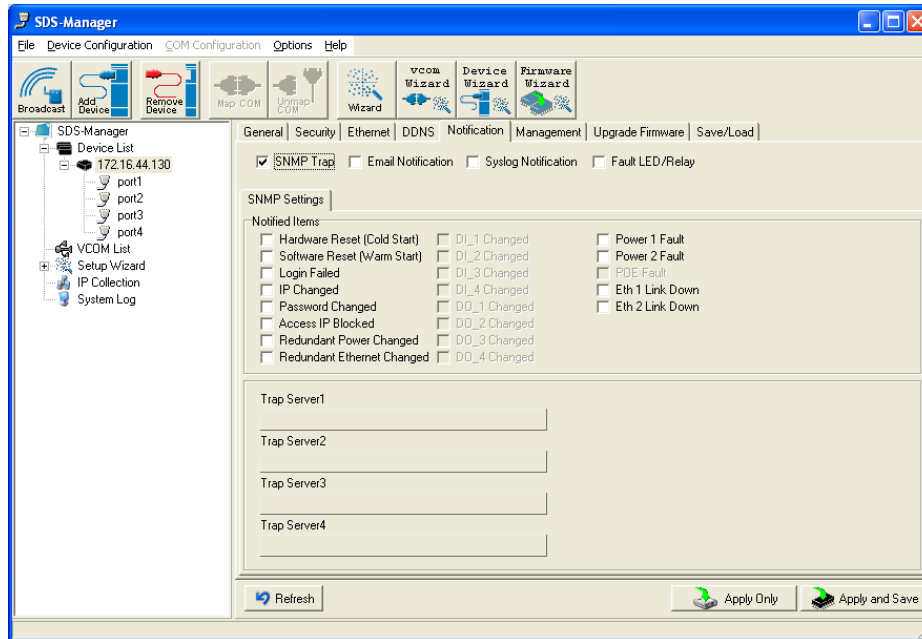 SDS-Manager
File Device Configuration COM Configuration Options Help
Broadcast
Add Device
Remove Device
Map COM
Unmap COM
Wizard
vcom Wizard
Device Wizard
Firmware Wizard
SDS-Manager
Device List
172.16.44.130
port1
port2
port3
port4
VCOM List
Setup Wizard
IP Collection
System Log
General Security Ethernet DDNS Notification Management Upgrade Firmware Save/Load
SNMP Trap Email Notification Syslog Notification Fault LED/Relay
SNMP Settings
Notified Items
Hardware Reset (Cold Start) DI_1 Changed Power 1 Fault
Software Reset (Warm Start) DI_2 Changed Power 2 Fault
Login Failed DI_3 Changed POE Fault
IP Changed DI_4 Changed Eth 1 Link Down
Password Changed DO_1 Changed Eth 2 Link Down
Access IP Blocked DO_2 Changed
Redundant Power Changed DO_3 Changed
Redundant Ethernet Changed DO_4 Changed
Trap Server1
Trap Server2
Trap Server3
Trap Server4
Refresh Apply Only Apply and Save